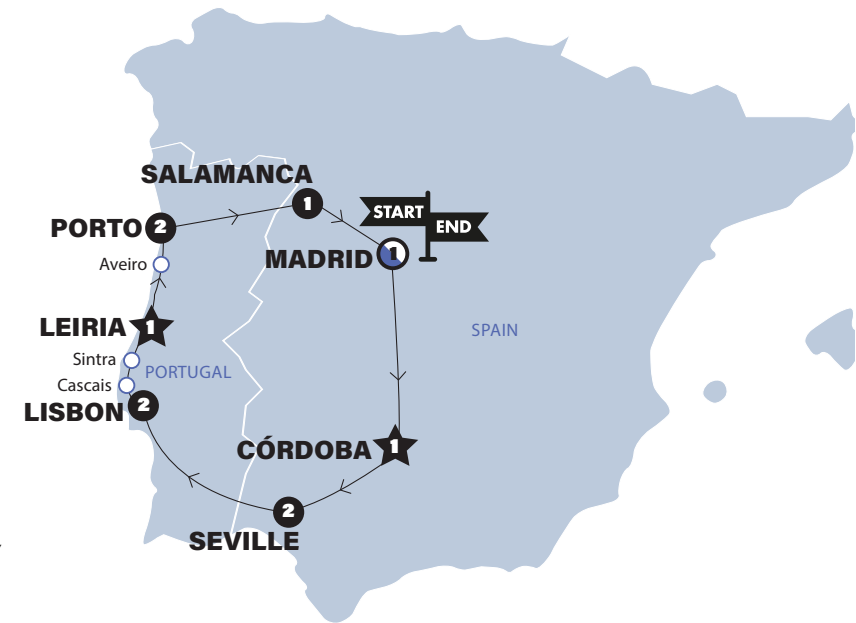 SALAMANCA
1
START
END
PORTO 2
MADRID 1
Aveiro
LEIRIA 1
SPAIN
Sintra
PORTUGAL
Cascais
LISBON 2
CÓRDOBA 1
2
SEVILLE